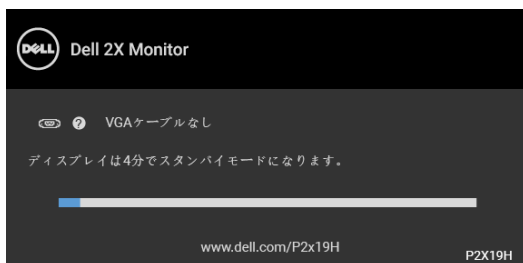 DELL Dell 2X Monitor
VGAケーブルなし
ディスプレイは4分でスタンバイモードになります。
www.dell.com/P2x19H
P2X19H